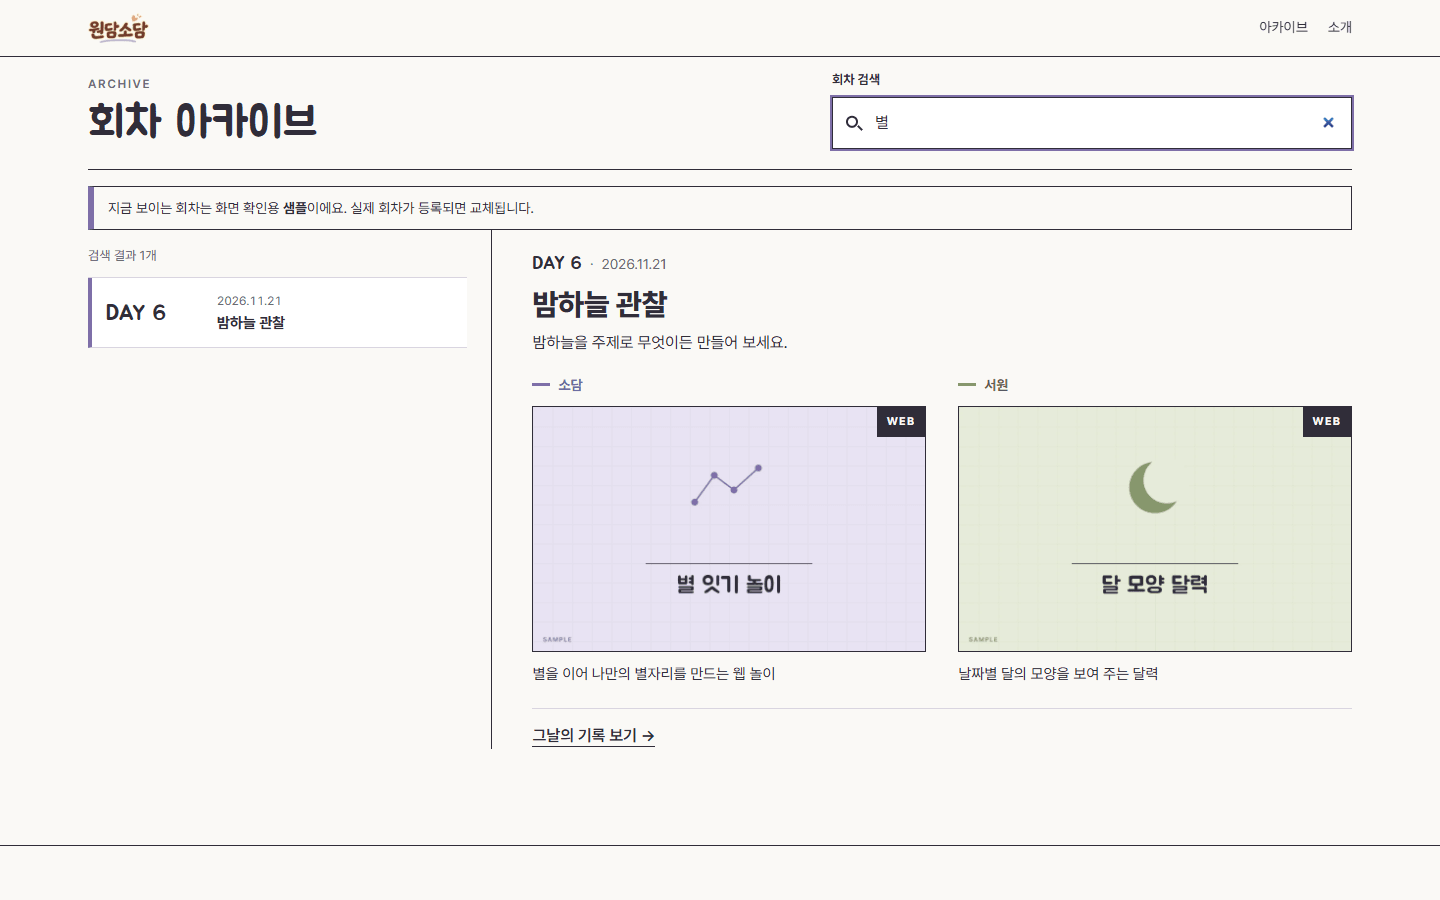 원담소담
아카이브 소개
ARCHIVE
회차 아카이브
회차 검색
별
지금 보이는 회차는 화면 확인용 샘플이에요. 실제 회차가 등록되면 교체됩니다.
검색 결과 1개
DAY 6
2026.11.21
밤하늘 관찰
DAY 6 · 2026.11.21
밤하늘 관찰
밤하늘을 주제로 무엇이든 만들어 보세요.
소담
WEB
별 잇기 놀이
SAMPLE
별을 이어 나만의 별자리를 만드는 웹 놀이
서원
WEB
달 모양 달력
SAMPLE
날짜별 달의 모양을 보여 주는 달력
그날의 기록 보기 →